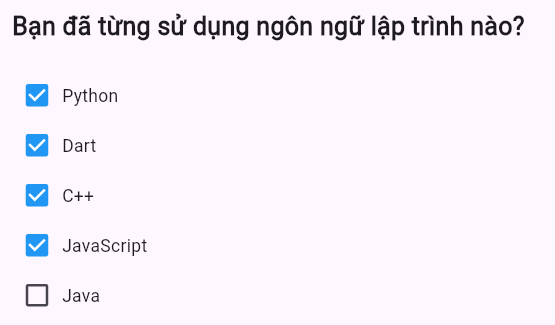 Bạn đã từng sử dụng ngôn ngữ lập trình nào?
Python
Dart
C++
JavaScript
Java